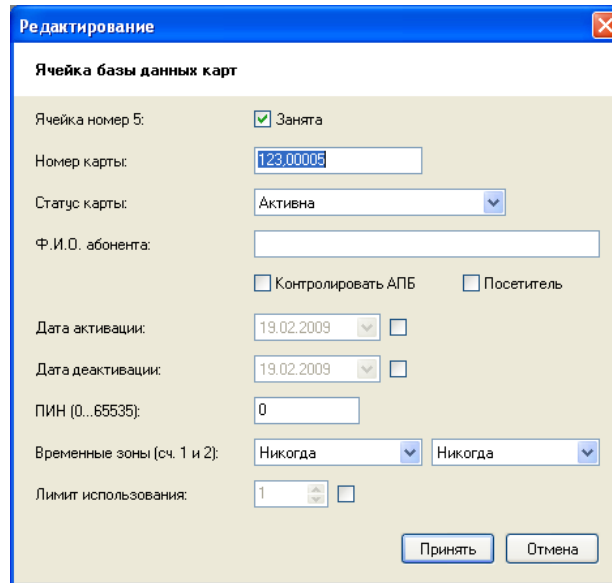 Редактирование
Ячейка базы данных карт
Ячейка номер 5: Занята
Номер карты: 123,00005
Статус карты: Активна
Ф.И.О. абонента:
Контролировать АПБ Посетитель
Дата активации: 19.02.2009
Дата деактивации: 19.02.2009
ПИН (0...65535): 0
Временные зоны (сч. 1 и 2): Никогда Никогда
Лимит использования: 1
Принять Отмена